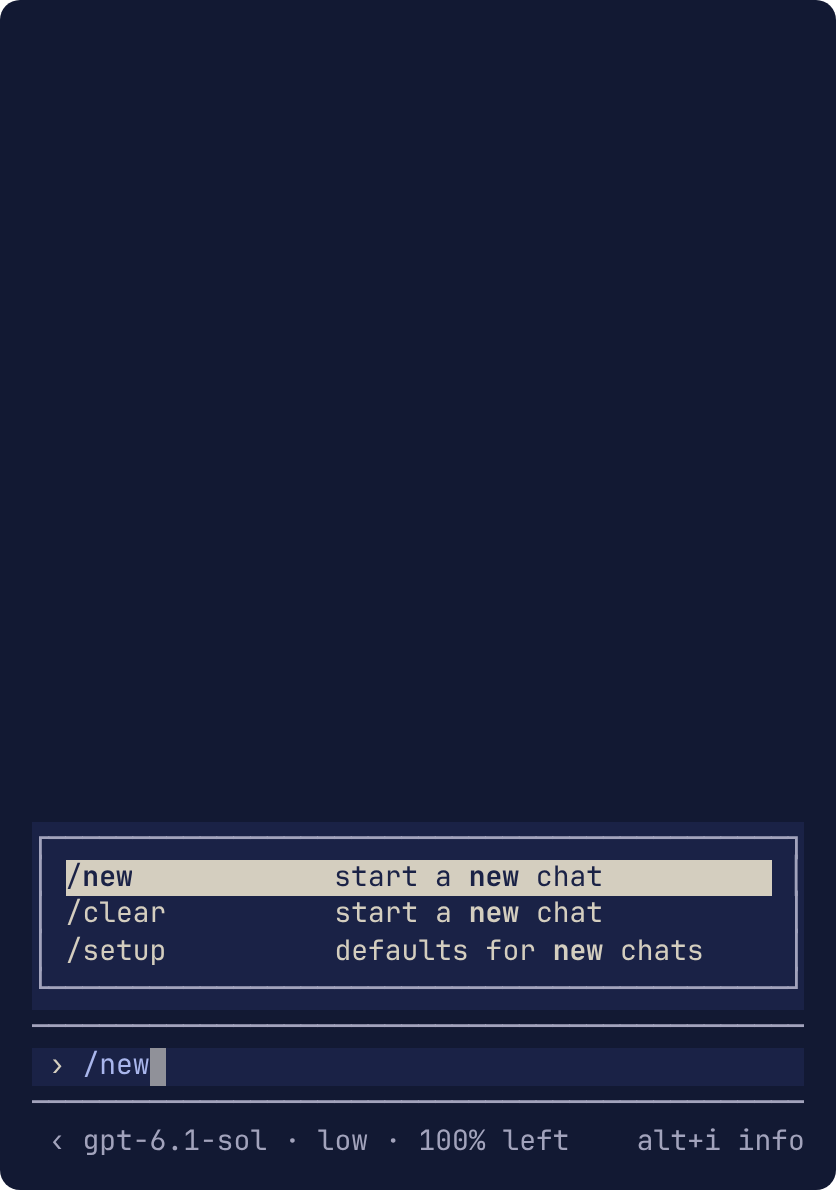 /new start a new chat
/clear start a new chat
/setup defaults for new chats
› /new
‹ gpt-6.1-sol · low · 100% left alt+i info